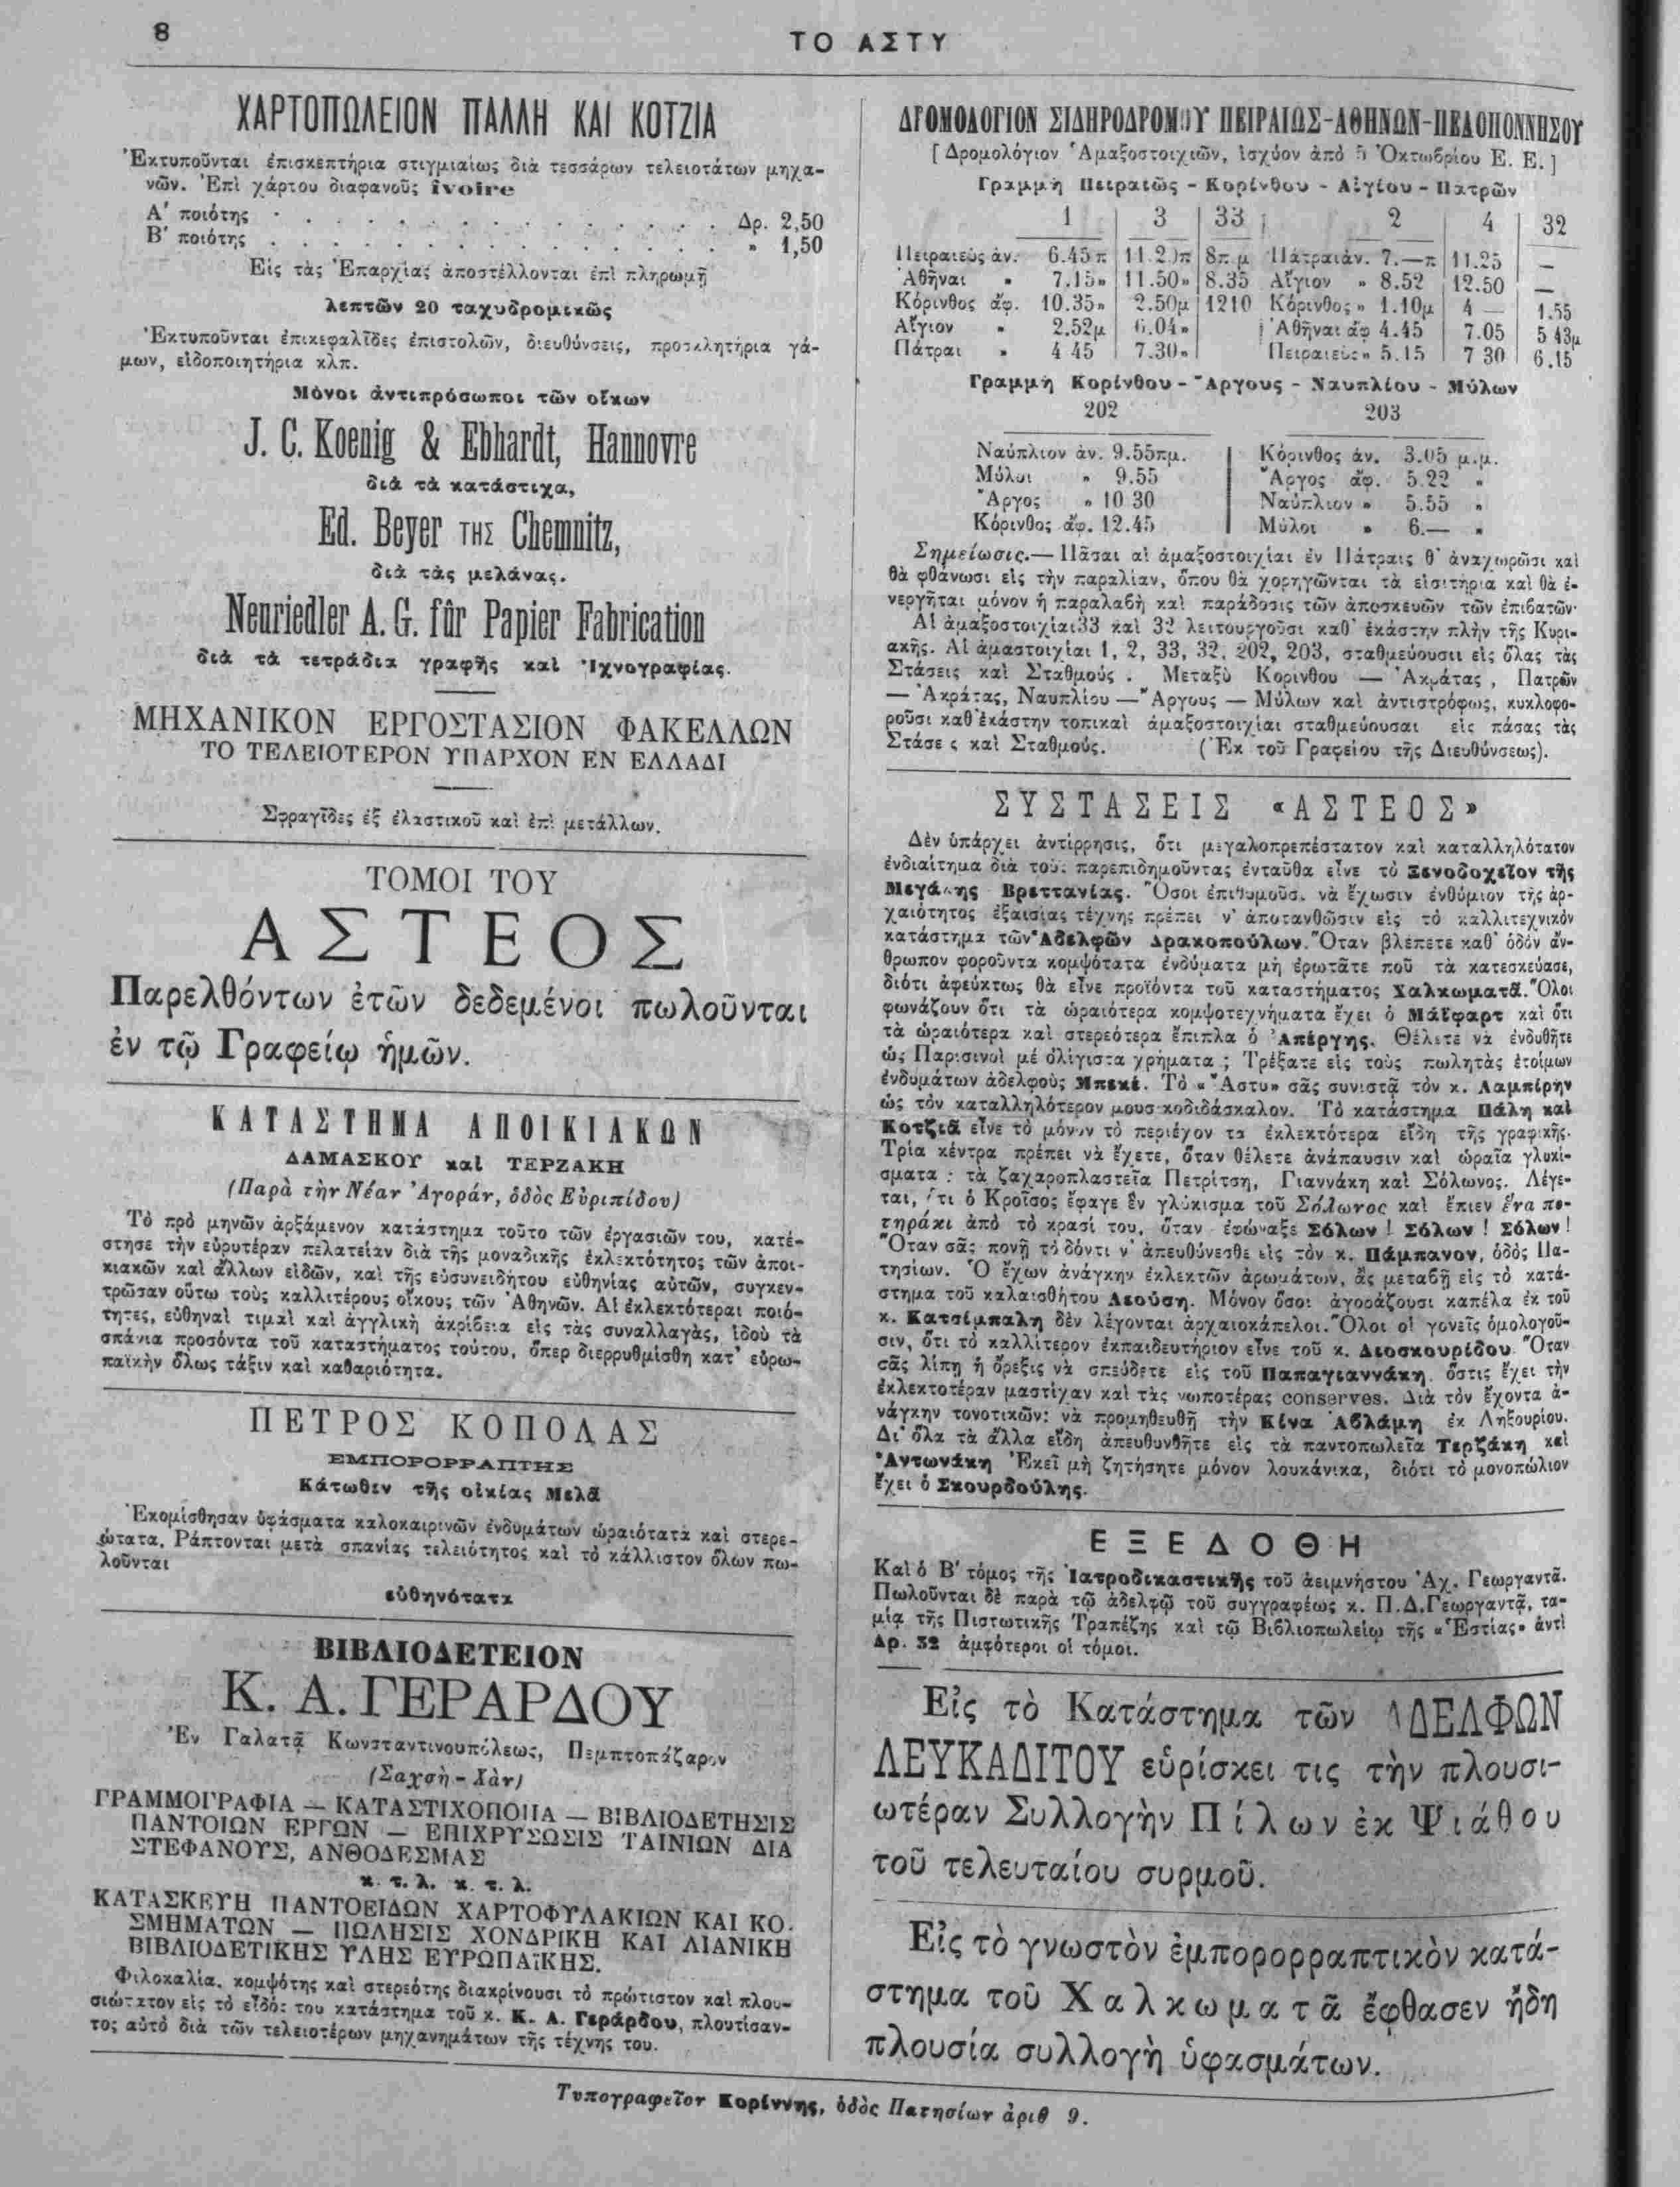 8
ΤΟ ΑΣΤΥ
ΧΑΡΤΟΠΩΛΕΙΟΝ ΠΑΛΛΗ ΚΑΙ ΚΟΤΖΙΑ
Ἐκτυποῦνται ἐπισκεπτήρια στιγμιαίως διὰ τεσσάρων τελειοτάτων μηχα-
νῶν. Ἐπὶ χάρτου διαφανοῦς ivoire
Α' ποιότης . . . . . . . . . . . . . . Δρ. 2,50
Β' ποιότης . . . . . . . . . . . . . . » 1,50
Εἰς τὰς Ἐπαρχίας ἀποστέλλονται ἐπὶ πληρωμῇ
λεπτῶν 20 ταχυδρομικῶς
Ἐκτυποῦνται ἐπικεφαλῖδες ἐπιστολῶν, διευθύνσεις, προσκλητήρια γά-
μων, εἰδοποιητήρια κλπ.
Μόνοι ἀντιπρόσωποι τῶν οἴκων
J. C. Koenig & Ebhardt, Hannovre
διὰ τὰ κατάστιχα,
Ed. Beyer ΤΗΣ Chemnitz,
διὰ τὰς μελάνας.
Neuriedler A. G. fûr Papier Fabrication
διὰ τὰ τετράδια γραφῆς καὶ Ἰχνογραφίας.
ΜΗΧΑΝΙΚΟΝ ΕΡΓΟΣΤΑΣΙΟΝ ΦΑΚΕΛΛΩΝ
ΤΟ ΤΕΛΕΙΟΤΕΡΟΝ ΥΠΑΡΧΟΝ ΕΝ ΕΛΛΑΔΙ
Σφραγῖδες ἐξ ἐλαστικοῦ καὶ ἐπὶ μετάλλων.
ΤΟΜΟΙ ΤΟΥ
ΑΣΤΕΟΣ
Παρελθόντων ἐτῶν δεδεμένοι πωλοῦνται
ἐν τῷ Γραφείῳ ἡμῶν.
ΚΑΤΑΣΤΗΜΑ ΑΠΟΙΚΙΑΚΩΝ
ΔΑΜΑΣΚΟΥ καὶ ΤΕΡΖΑΚΗ
(Παρὰ τὴν Νέαν Ἀγοράν, ὁδὸς Εὐριπίδου)
Τὸ πρὸ μηνῶν ἀρξάμενον κατάστημα τοῦτο τῶν ἐργασιῶν του, κατέ-
στησε τὴν εὐρυτέραν πελατείαν διὰ τῆς μοναδικῆς ἐκλεκτότητος τῶν ἀποι-
κιακῶν καὶ ἄλλων εἰδῶν, καὶ τῆς εὐσυνειδήτου εὐθηνίας αὐτῶν, συγκεν-
τρῶσαν οὕτω τοὺς καλλιτέρους οἴκους τῶν Ἀθηνῶν. Αἱ ἐκλεκτότεραι ποιό-
τητες, εὐθηναὶ τιμαὶ καὶ ἀγγλικὴ ἀκρίβεια εἰς τὰς συναλλαγὰς, ἰδοὺ τὰ
σπάνια προσόντα τοῦ καταστήματος τούτου, ὅπερ διερρυθμίσθη κατ' εὐρω-
παϊκὴν ὅλως τάξιν καὶ καθαριότητα.
ΠΕΤΡΟΣ ΚΟΠΟΛΑΣ
ΕΜΠΟΡΟΡΡΑΠΤΗΣ
Κάτωθεν τῆς οἰκίας Μελᾶ
Ἐκομίσθησαν ὑφάσματα καλοκαιρινῶν ἐνδυμάτων ὡραιότατα καὶ στερε-
ώτατα. Ράπτονται μετὰ σπανίας τελειότητος καὶ τὸ κάλλιστον ὅλων πω-
λοῦνται
εὐθηνότατα
ΒΙΒΛΙΟΔΕΤΕΙΟΝ
Κ. Α. ΓΕΡΑΡΔΟΥ
Ἐν Γαλατᾷ Κωνσταντινουπόλεως, Πεμπτοπάζαρον
(Σαχσῆ - Χὰν)
ΓΡΑΜΜΟΓΡΑΦΙΑ — ΚΑΤΑΣΤΙΧΟΠΟΙΙΑ — ΒΙΒΛΙΟΔΕΤΗΣΙΣ
ΠΑΝΤΟΙΩΝ ΕΡΓΩΝ — ΕΠΙΧΡΥΣΩΣΙΣ ΤΑΙΝΙΩΝ ΔΙΑ
ΣΤΕΦΑΝΟΥΣ, ΑΝΘΟΔΕΣΜΑΣ
κ. τ. λ. κ. τ. λ.
ΚΑΤΑΣΚΕΥΗ ΠΑΝΤΟΕΙΔΩΝ ΧΑΡΤΟΦΥΛΑΚΙΩΝ ΚΑΙ ΚΟ-
ΣΜΗΜΑΤΩΝ — ΠΩΛΗΣΙΣ ΧΟΝΔΡΙΚΗ ΚΑΙ ΛΙΑΝΙΚΗ
ΒΙΒΛΙΟΔΕΤΙΚΗΣ ΥΛΗΣ ΕΥΡΩΠΑΪΚΗΣ.
Φιλοκαλία, κομψότης καὶ στερεότης διακρίνουσι τὸ πρώτιστον καὶ πλου-
σιώτατον εἰς τὸ εἶδός του κατάστημα τοῦ κ. Κ. Α. Γεράρδου, πλουτίσαν-
τος αὐτὸ διὰ τῶν τελειοτέρων μηχανημάτων τῆς τέχνης του.
ΔΡΟΜΟΛΟΓΙΟΝ ΣΙΔΗΡΟΔΡΟΜΟΥ ΠΕΙΡΑΙΩΣ-ΑΘΗΝΩΝ-ΠΕΛΟΠΟΝΝΗΣΟΥ
[ Δρομολόγιον Ἁμαξοστοιχιῶν, ἰσχύον ἀπὸ 5 Ὀκτωβρίου Ε. Ε. ]
Γραμμὴ Πειραιῶς - Κορίνθου - Αἰγίου - Πατρῶν
1 3 33 2 4 32
Πειραιεὺς ἀν. 6.45π 11.20π 8π.μ Πάτραι ἀν. 7.—π 11.25 —
Ἀθῆναι » 7.15» 11.50» 8.35 Αἴγιον » 8.52 12.50 —
Κόρινθος ἄφ. 10.35» 2.50μ 1210 Κόρινθος» 1.10μ 4 — 1.55
Αἴγιον » 2.52μ 6.04» Ἀθῆναι ἄφ 4.45 7.05 5 43μ
Πάτραι » 4 45 7.30» Πειραιεὺς» 5.15 7 30 6.15
Γραμμὴ Κορίνθου - Ἄργους - Ναυπλίου - Μύλων
202 203
Ναύπλιον ἀν. 9.55πμ. Κόρινθος ἀν. 3.05 μ.μ.
Μύλοι » 9.55 Ἄργος ἄφ. 5.22 »
Ἄργος » 10 30 Ναύπλιον » 5.55 »
Κόρινθος ἄφ. 12.45 Μύλοι » 6.— »
Σημείωσις.— Πᾶσαι αἱ ἁμαξοστοιχίαι ἐν Πάτραις θ' ἀναχωρῶσι καὶ
θὰ φθάνωσι εἰς τὴν παραλίαν, ὅπου θὰ χορηγῶνται τὰ εἰσιτήρια καὶ θὰ ἐ-
νεργῆται μόνον ἡ παραλαβὴ καὶ παράδοσις τῶν ἀποσκευῶν τῶν ἐπιβατῶν·
Αἱ ἁμαξοστοιχίαι 33 καὶ 32 λειτουργοῦσι καθ' ἑκάστην πλὴν τῆς Κυρι-
ακῆς. Αἱ ἁμαστοιχίαι 1, 2, 33, 32, 202, 203, σταθμεύουσιι εἰς ὅλας τὰς
Στάσεις καὶ Σταθμούς . Μεταξὺ Κορίνθου — Ἀκράτας , Πατρῶν
— Ἀκράτας, Ναυπλίου — Ἄργους — Μύλων καὶ ἀντιστρόφως, κυκλοφο-
ροῦσι καθ'ἑκάστην τοπικαὶ ἁμαξοστοιχίαι σταθμεύουσαι εἰς πάσας τὰς
Στάσε ς καὶ Σταθμούς. (Ἐκ τοῦ Γραφείου τῆς Διευθύνσεως).
ΣΥΣΤΑΣΕΙΣ «ΑΣΤΕΟΣ»
Δὲν ὑπάρχει ἀντίρρησις, ὅτι μεγαλοπρεπέστατον καὶ καταλληλότατον
ἐνδιαίτημα διὰ τοὺς παρεπιδημοῦντας ἐνταῦθα εἶνε τὸ Ξενοδοχεῖον τῆς
Μεγάλης Βρεττανίας. Ὅσοι ἐπιθυμοῦσι νὰ ἔχωσιν ἐνθύμιον τῆς ἀρ-
χαιότητος ἐξαισίας τέχνης πρέπει ν' ἀποτανθῶσιν εἰς τὸ καλλιτεχνικὸν
κατάστημα τῶν Ἀδελφῶν Δρακοπούλων. Ὅταν βλέπετε καθ' ὁδόν ἄν-
θρωπον φοροῦντα κομψότατα ἐνδύματα μὴ ἐρωτᾶτε ποῦ τὰ κατεσκεύασε,
διότι ἀφεύκτως θὰ εἶνε προϊόντα τοῦ καταστήματος Χαλκωματᾶ. Ὅλοι
φωνάζουν ὅτι τὰ ὡραιότερα κομψοτεχνήματα ἔχει ὁ Μάϊφαρτ καὶ ὅτι
τὰ ὡραιότερα καὶ στερεότερα ἔπιπλα ὁ Ἀπέργης. Θέλετε νὰ ἐνδυθῆτε
ὡς Παρισινοὶ μέ ὀλίγιστα χρήματα ; Τρέξατε εἰς τοὺς πωλητὰς ἑτοίμων
ἐνδυμάτων ἀδελφοὺς Μπεκέ. Τὸ «Ἄστυ» σᾶς συνιστᾷ τὸν κ. Λαμπίρην
ὡς τὸν καταλληλότερον μουσικοδιδάσκαλον. Τὸ κατάστημα Πάλη καὶ
Κοτζιᾶ εἶνε τὸ μόνον τὸ περιέχον τὰ ἐκλεκτότερα εἴδη τῆς γραφικῆς.
Τρία κέντρα πρέπει νὰ ἔχετε, ὅταν θέλετε ἀνάπαυσιν καὶ ὡραῖα γλυκί-
σματα : τὰ ζαχαροπλαστεῖα Πετρίτση, Γιαννάκη καὶ Σόλωνος. Λέγε-
ται, ὅτι ὁ Κροῖσος ἔφαγε ἓν γλύκισμα τοῦ Σόλωνος καὶ ἔπιεν ἕνα πο-
τηράκι ἀπὸ τὸ κρασί του, ὅταν ἐφώναξε Σόλων ! Σόλων ! Σόλων !
Ὅταν σᾶς πονῇ τὸ δόντι ν' ἀπευθύνεσθε εἰς τὸν κ. Πάμπανον, ὁδὸς Πα-
τησίων. Ὁ ἔχων ἀνάγκην ἐκλεκτῶν ἀρωμάτων, ἂς μεταβῇ εἰς τὸ κατά-
στημα τοῦ καλαισθήτου Λεούση. Μόνον ὅσοι ἀγοράζουσι καπέλα ἐκ τοῦ
κ. Κατσίμπαλη δὲν λέγονται ἀρχαιοκάπελοι. Ὅλοι οἱ γονεῖς ὁμολογοῦ-
σιν, ὅτι τὸ καλλίτερον ἐκπαιδευτήριον εἶνε τοῦ κ. Διοσκουρίδου. Ὅταν
σᾶς λίπῃ ἡ ὄρεξις νὰ σπεύδετε εἰς τοῦ Παπαγιαννάκη, ὅστις ἔχει τὴν
ἐκλεκτοτέραν μαστίχαν καὶ τὰς νωποτέρας conserves. Διὰ τὸν ἔχοντα ἀ-
νάγκην τονοτικῶν: νὰ προμηθευθῇ τὴν Κίνα Ἀβλάμη ἐκ Ληξουρίου.
Δι' ὅλα τὰ ἄλλα εἴδη ἀπευθυνθῆτε εἰς τὰ παντοπωλεῖα Τερζάκη καὶ
Ἀντωνάκη Ἐκεῖ μὴ ζητήσητε μόνον λουκάνικα, διότι τὸ μονοπώλιον
ἔχει ὁ Σκουρδούλης.
ΕΞΕΔΟΘΗ
Καὶ ὁ Β' τόμος τῆς Ἰατροδικαστικῆς τοῦ ἀειμνήστου Ἀχ. Γεωργαντᾶ.
Πωλοῦνται δὲ παρὰ τῷ ἀδελφῷ τοῦ συγγραφέως κ. Π.Δ.Γεωργαντᾷ, τα-
μίᾳ τῆς Πιστωτικῆς Τραπέζης καὶ τῷ Βιβλιοπωλείῳ τῆς «Ἑστίας» ἀντὶ
Δρ. 32 ἀμφότεροι οἱ τόμοι.
Εἰς τὸ Κατάστημα τῶν ΑΔΕΛΦΩΝ
ΛΕΥΚΑΔΙΤΟΥ εὑρίσκει τις τὴν πλουσι-
ωτέραν Συλλογὴν Πίλων ἐκ Ψιάθου
τοῦ τελευταίου συρμοῦ.
Εἰς τὸ γνωστὸν ἐμπορορραπτικὸν κατά-
στημα τοῦ Χαλκωματᾶ ἔφθασεν ἤδη
πλουσία συλλογὴ ὑφασμάτων.
Τυπογραφεῖον Κορίννης, ὁδὸς Πατησίων ἀριθ 9.